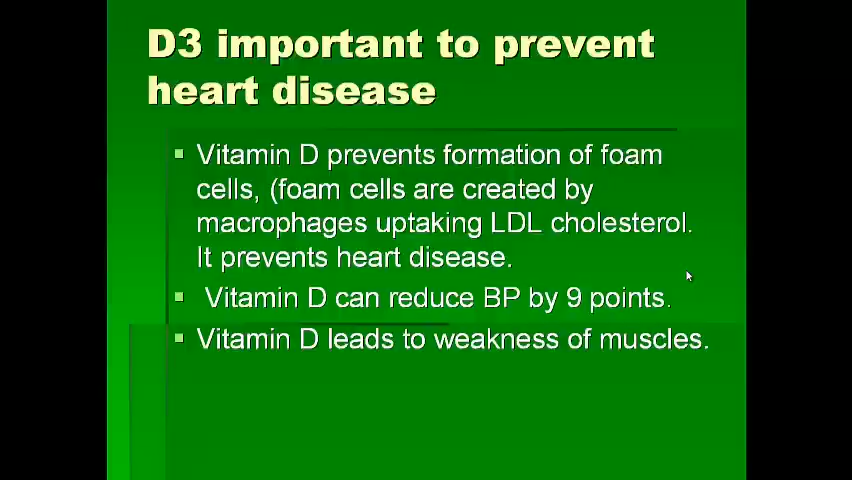 D3 important to prevent
heart disease
Vitamin D prevents formation of foam
cells, (foam cells are created by
macrophages uptaking LDL cholesterol.
It prevents heart disease.
Vitamin D can reduce BP by 9 points.
Vitamin D leads to weakness of muscles.